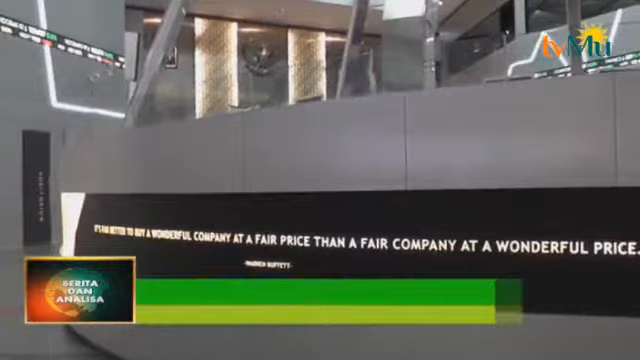 tvMu
IT'S FAR BETTER TO BUY A WONDERFUL COMPANY AT A FAIR PRICE THAN A FAIR COMPANY AT A WONDERFUL PRICE.
-WARREN BUFFETT-
BERITA
DAN
ANALISA